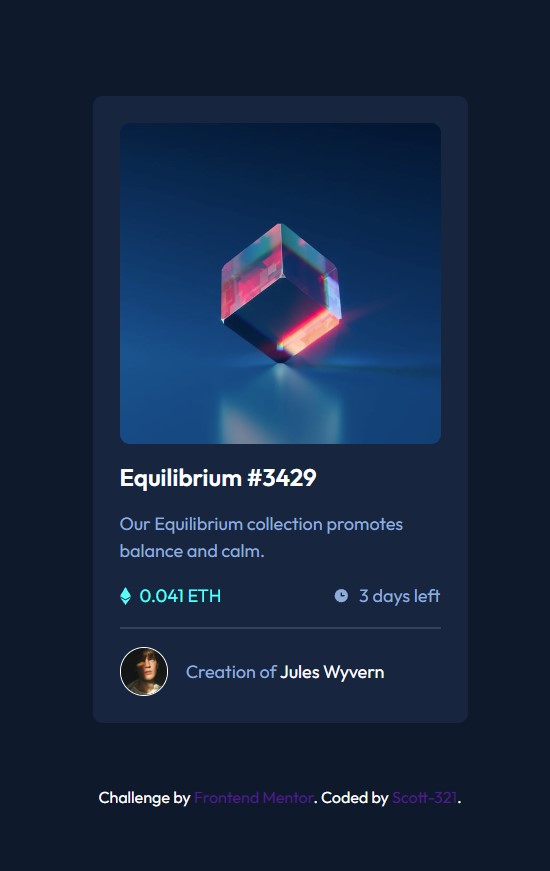 Equilibrium #3429
Our Equilibrium collection promotes
balance and calm.
0.041 ETH
3 days left
Creation of Jules Wyvern
Challenge by Frontend Mentor. Coded by Scott-321.